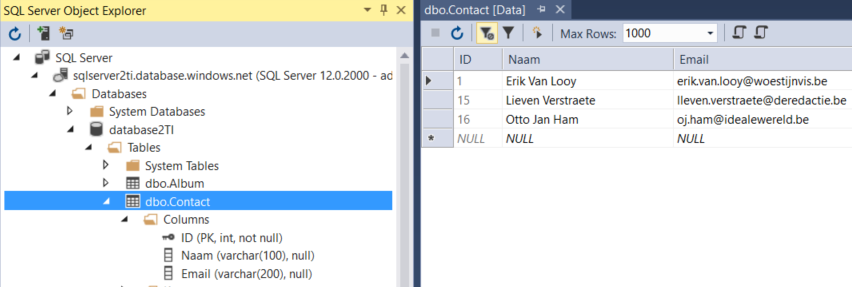 SQL Server Object Explorer
SQL Server
sqlserver2ti.database.windows.net (SQL Server 12.0.2000 - ad
Databases
System Databases
database2TI
Tables
System Tables
dbo.Album
dbo.Contact
Columns
ID (PK, int, not null)
Naam (varchar(100), null)
Email (varchar(200), null)
dbo.Contact [Data]
Max Rows: 1000
ID Naam Email
1 Erik Van Looy erik.van.looy@woestijnvis.be
15 Lieven Verstraete lleven.verstraete@deredactie.be
16 Otto Jan Ham oj.ham@idealewereld.be
NULL NULL NULL